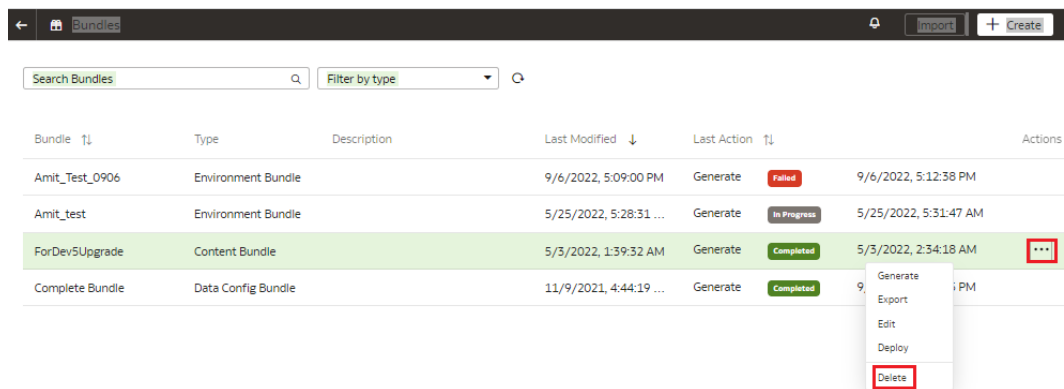 Bundles Import + Create
Search Bundles Filter by type
Bundle Type Description Last Modified Last Action Actions
Amit_Test_0906 Environment Bundle 9/6/2022, 5:09:00 PM Generate Failed 9/6/2022, 5:12:38 PM
Amit_test Environment Bundle 5/25/2022, 5:28:31 ... Generate In Progress 5/25/2022, 5:31:47 AM
ForDev5Upgrade Content Bundle 5/3/2022, 1:39:32 AM Generate Completed 5/3/2022, 2:34:18 AM ...
Complete Bundle Data Config Bundle 11/9/2021, 4:44:19 ... Generate Completed 9 PM
Generate
Export
Edit
Deploy
Delete